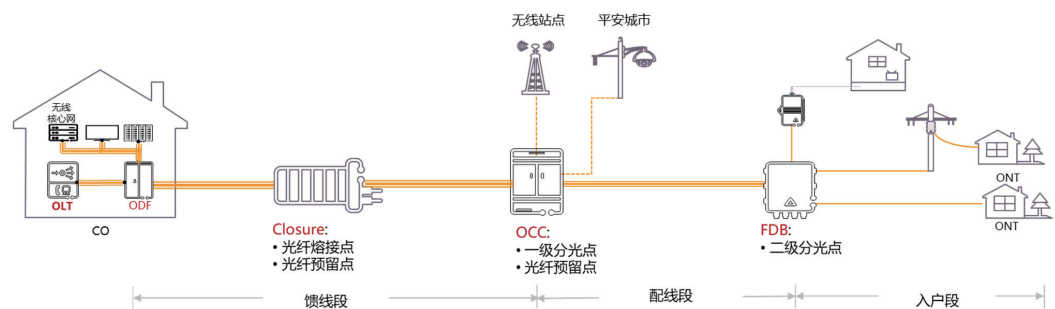 无线站点
平安城市
无线
核心网
OLT
ODF
CO
Closure:
• 光纤熔接点
• 光纤预留点
OCC:
• 一级分光点
• 光纤预留点
FDB:
• 二级分光点
ONT
ONT
馈线段
配线段
入户段